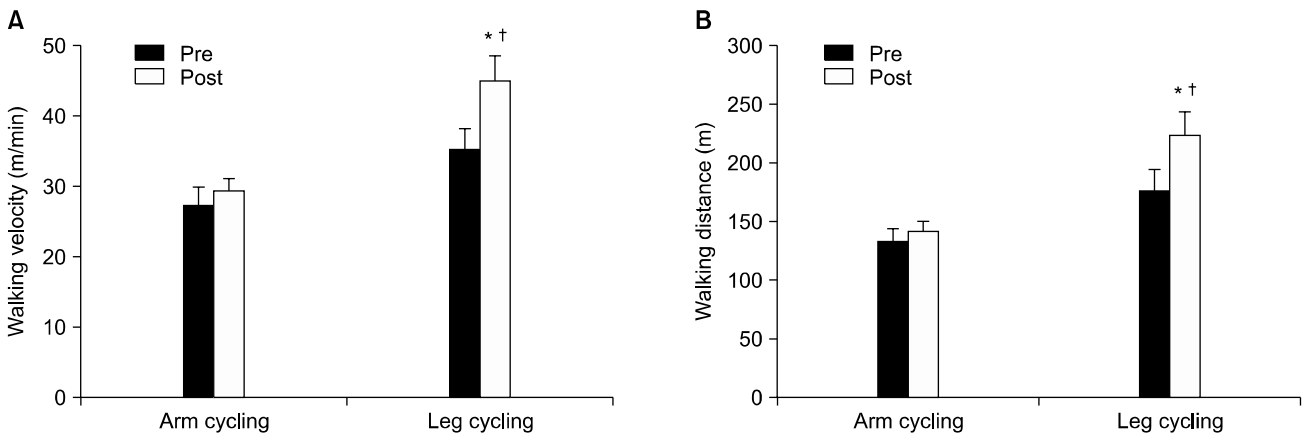 A
Pre
Post
* †
Walking velocity (m/min)
50
40
30
20
10
0
Arm cycling
Leg cycling
B
Pre
Post
* †
Walking distance (m)
300
250
200
150
100
50
0
Arm cycling
Leg cycling